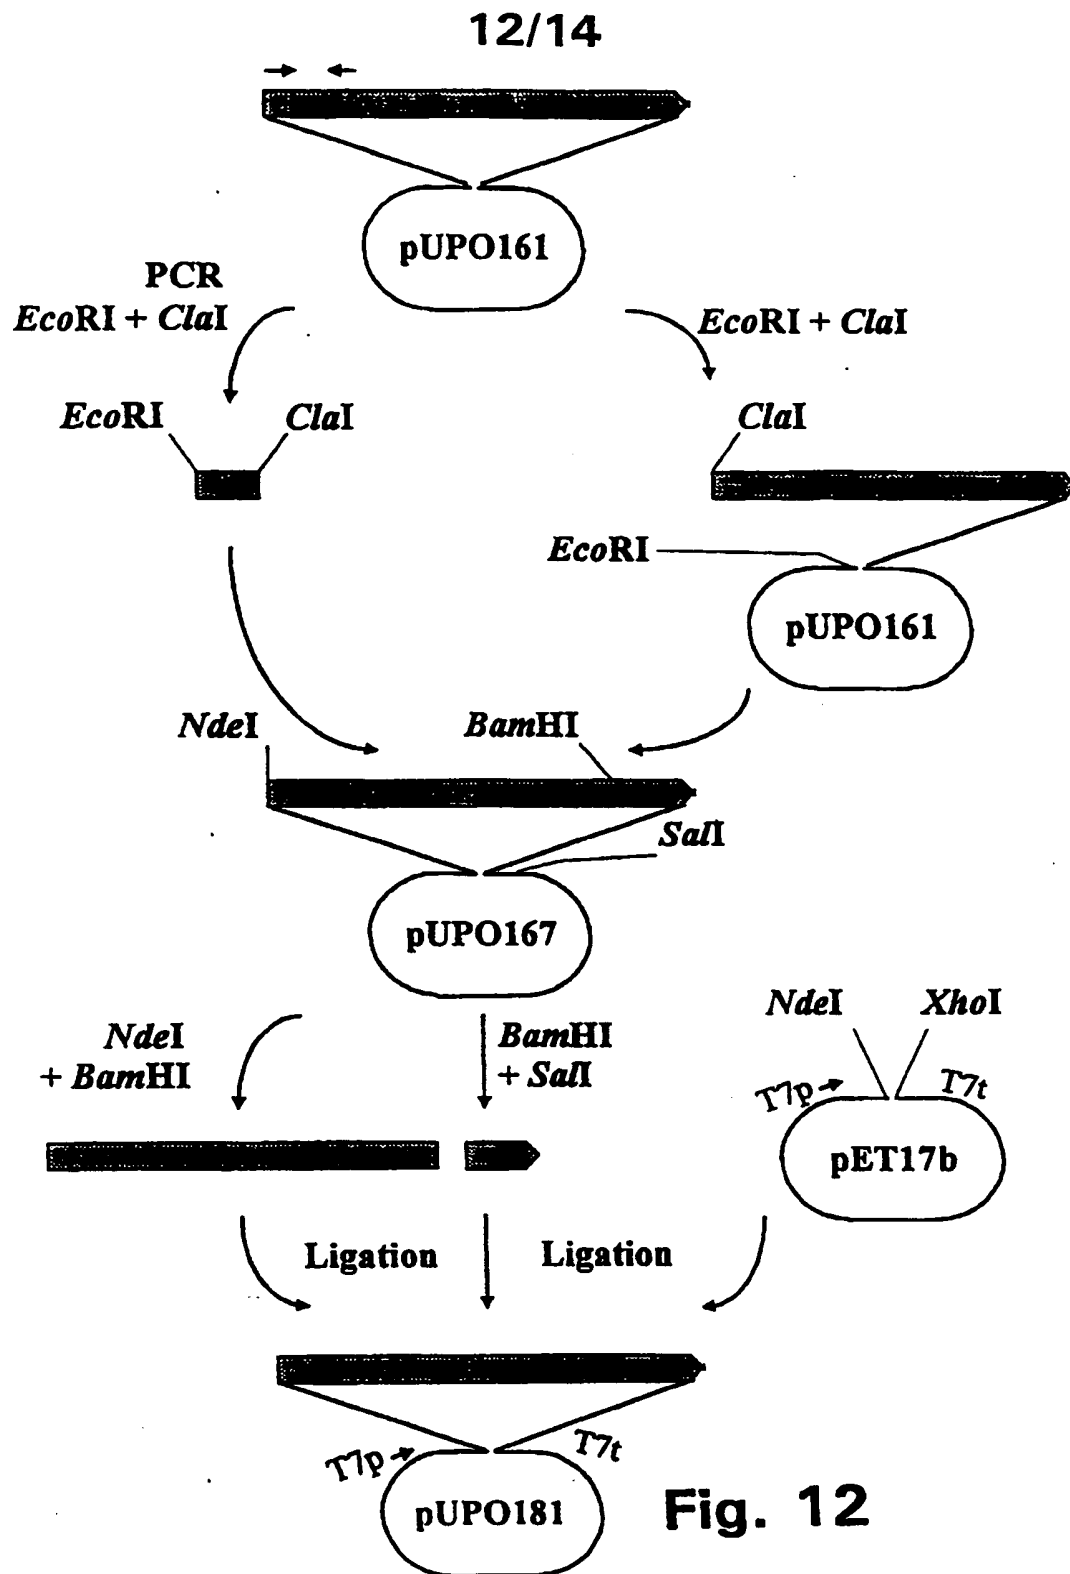 12/14
pUPO161
PCR
EcoRI + ClaI
EcoRI + ClaI
EcoRI
ClaI
ClaI
EcoRI
pUPO161
NdeI
BamHI
SalI
pUPO167
NdeI
+ BamHI
BamHI
+ SalI
NdeI
XhoI
T7p
T7t
pET17b
Ligation
Ligation
T7p
T7t
pUPO181
Fig. 12